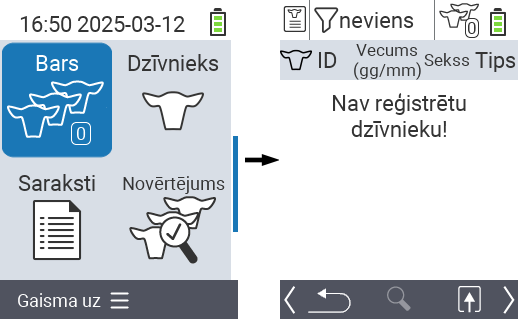 16:50 2025-03-12
Bars
0
Dzīvnieks
Saraksti
Novērtējums
Gaisma uz
neviens
0
ID
Vecums
(gg/mm)
Sekss
Tips
Nav reģistrētu
dzīvnieku!